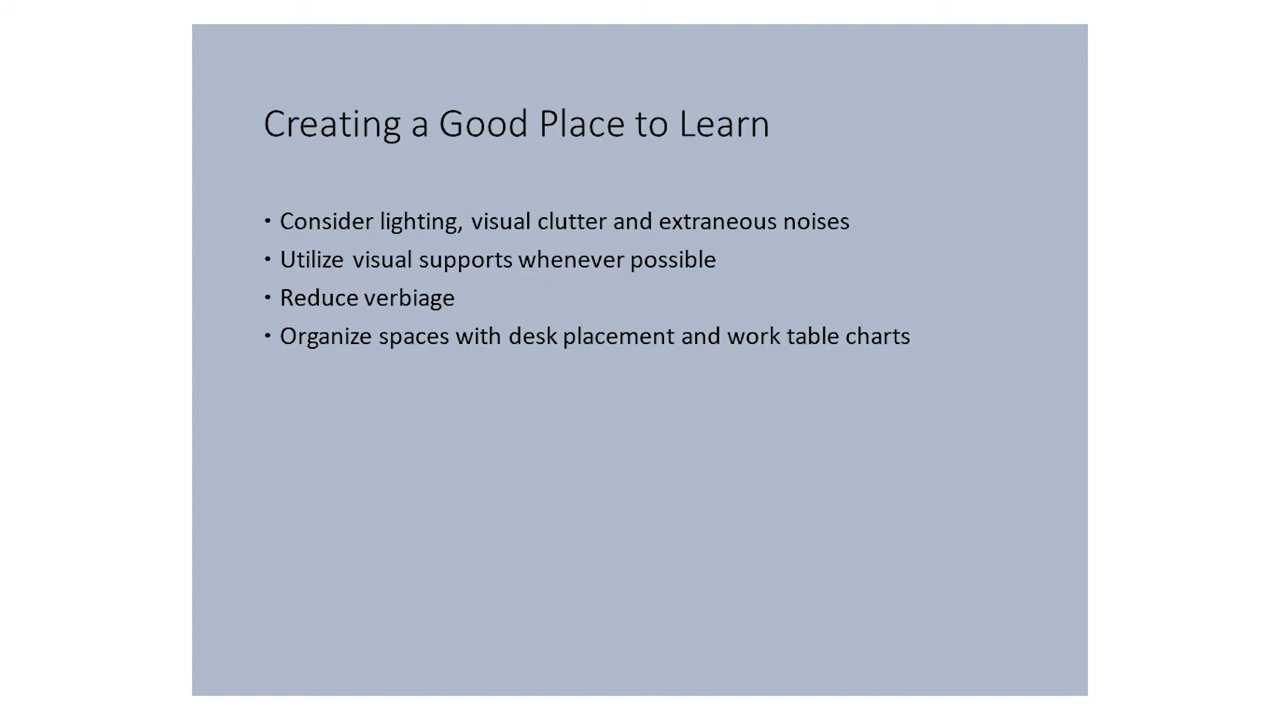 Creating a Good Place to Learn
• Consider lighting, visual clutter and extraneous noises
• Utilize visual supports whenever possible
• Reduce verbiage
• Organize spaces with desk placement and work table charts